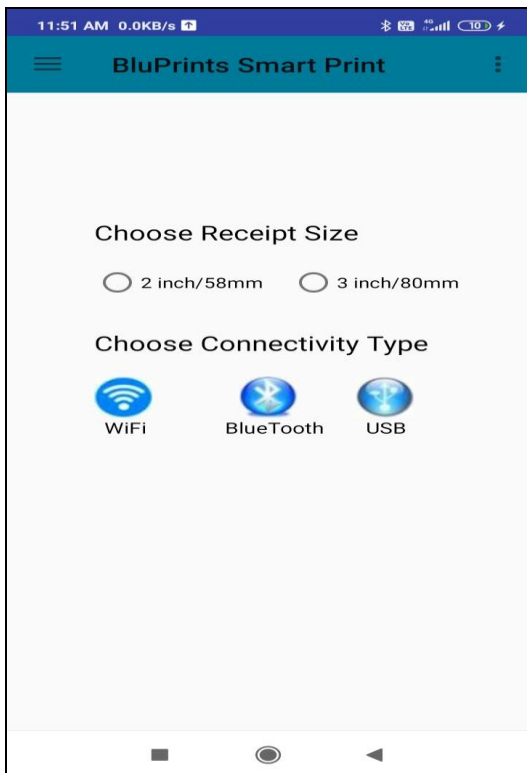 11:51 AM 0.0KB/s
BluPrints Smart Print
Choose Receipt Size
2 inch/58mm 3 inch/80mm
Choose Connectivity Type
WiFi BlueTooth USB